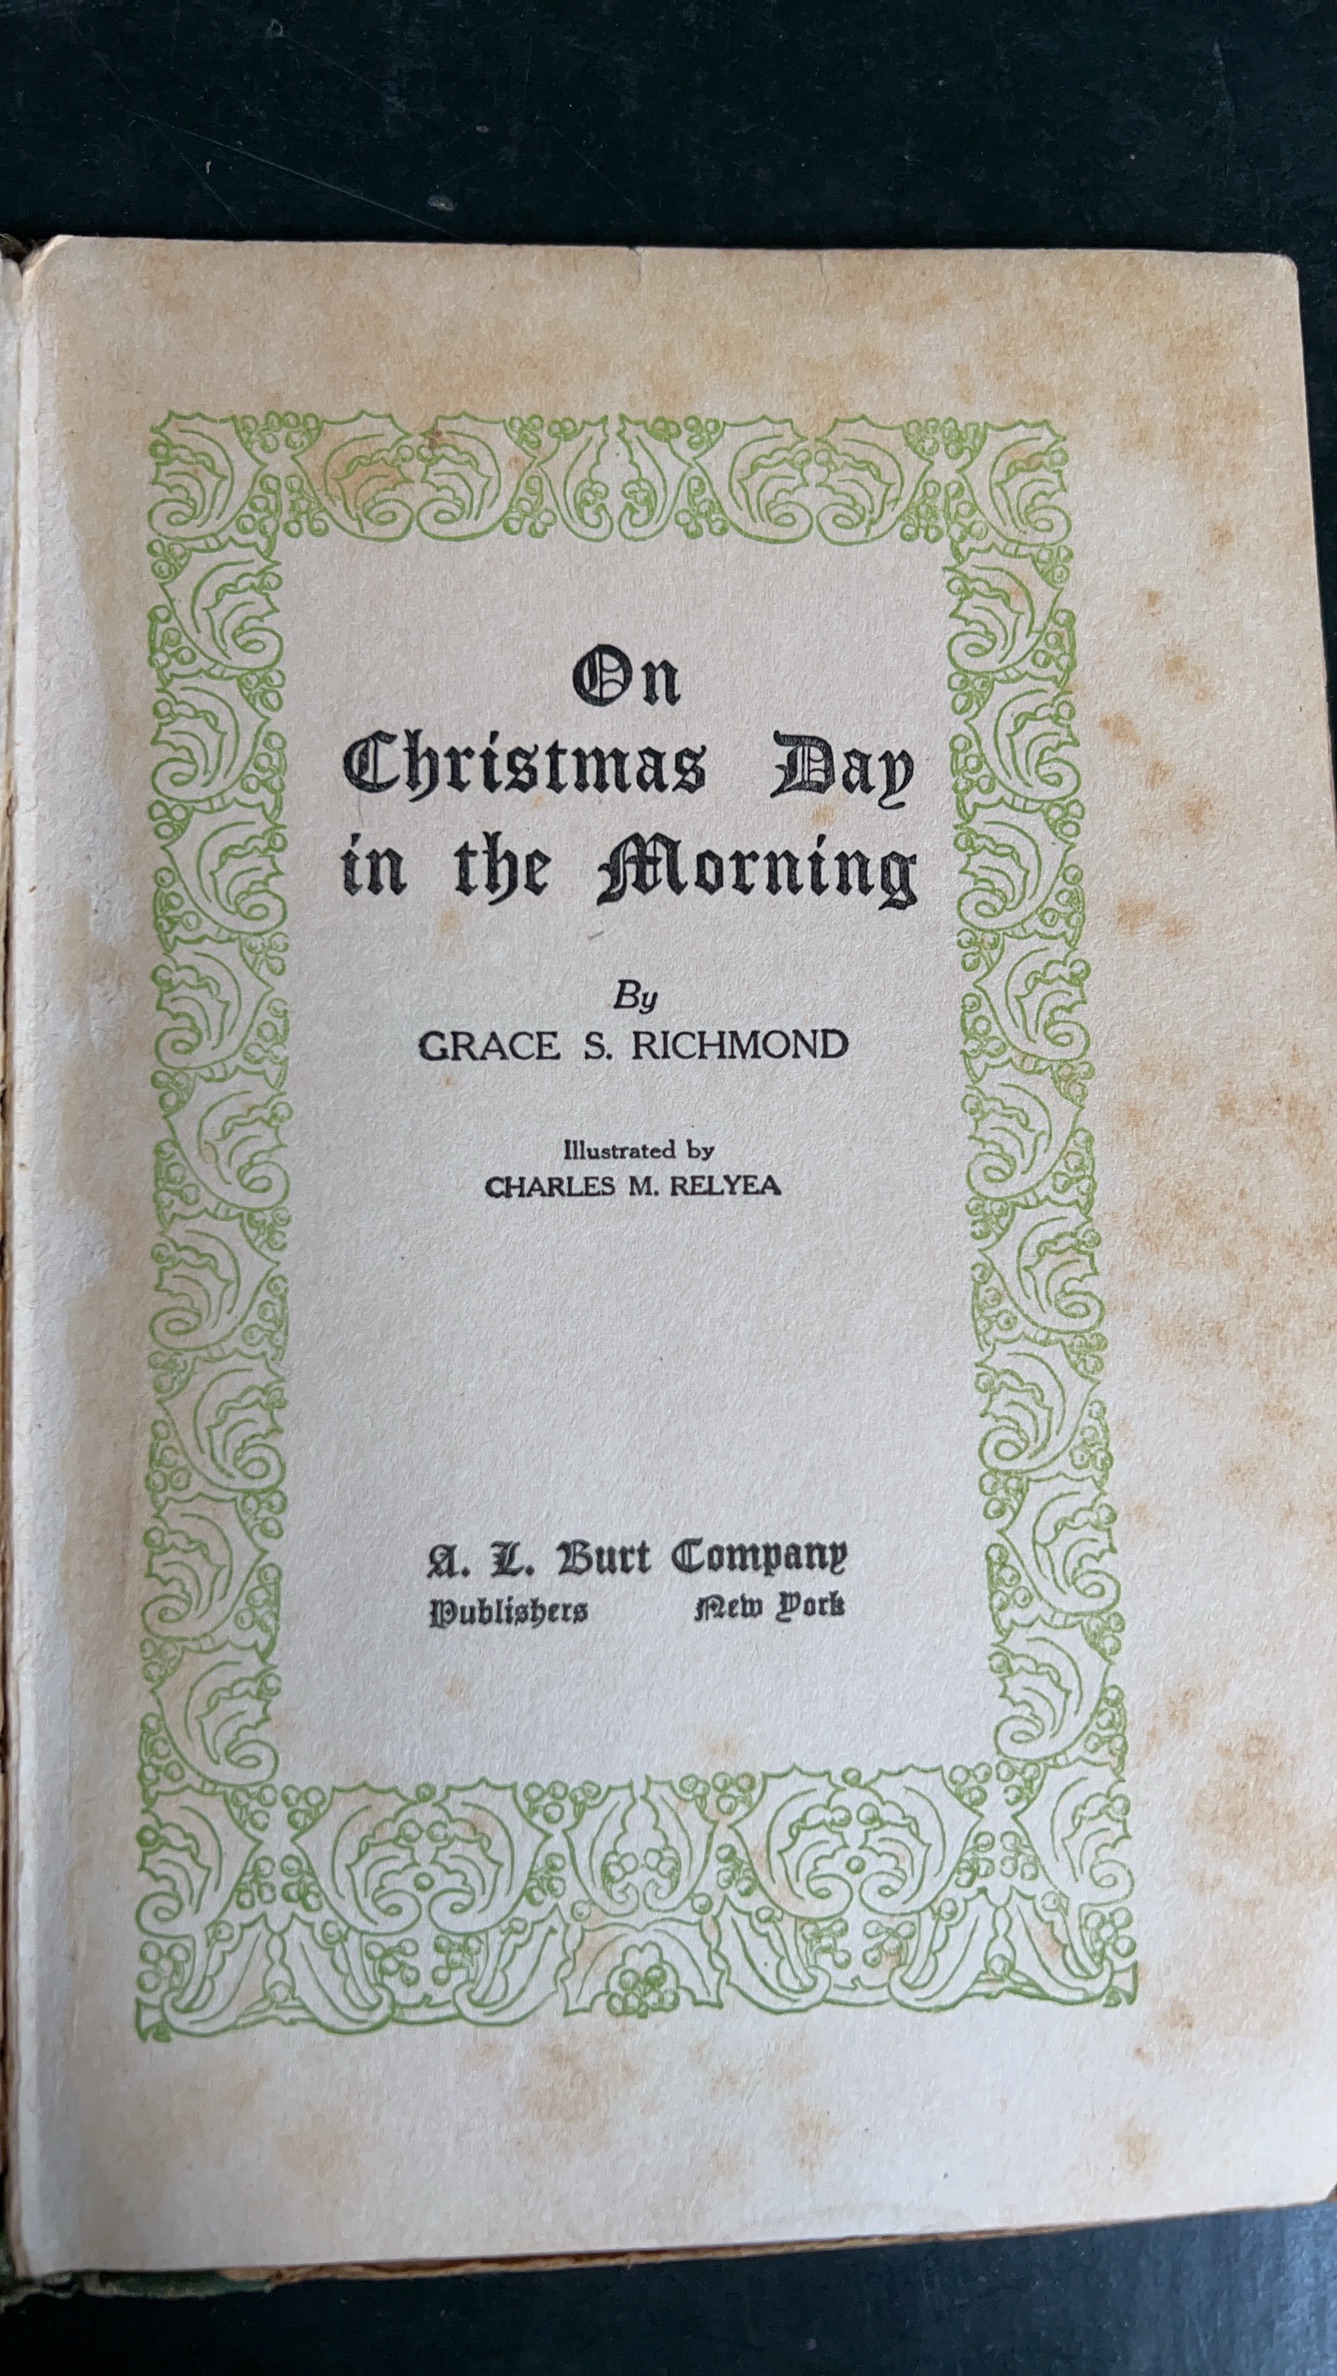 On
Christmas Day
in the Morning
By
GRACE S. RICHMOND
Illustrated by
CHARLES M. RELYEA
A. L. Burt Company
Publishers New York